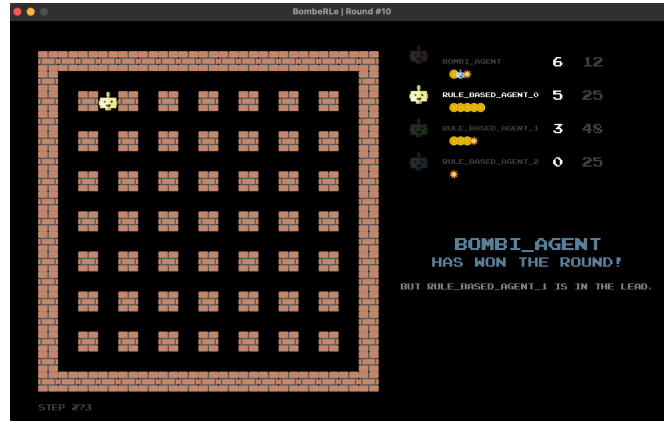 BombeRLe | Round #10
BOMBI_AGENT 6 12
RULE_BASED_AGENT_0 5 25
RULE_BASED_AGENT_1 3 48
RULE_BASED_AGENT_2 0 25
BOMBI_AGENT
HAS WON THE ROUND!
BUT RULE_BASED_AGENT_1 IS IN THE LEAD.
STEP 273